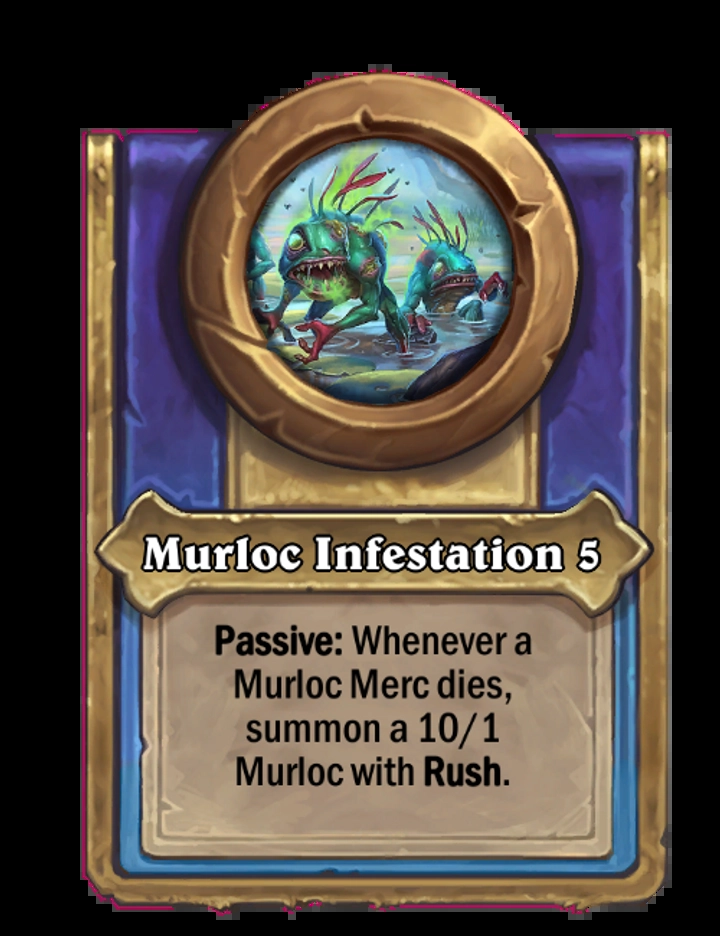 Murloc Infestation 5
Passive: Whenever a
Murloc Merc dies,
summon a 10/1
Murloc with Rush.